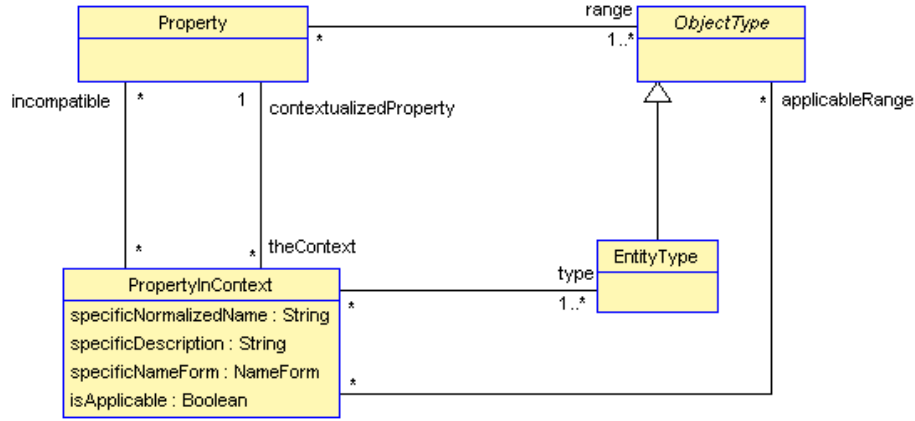 Property
range
ObjectType
*
1..*
incompatible
*
1
contextualizedProperty
*
applicableRange
*
*
theContext
EntityType
PropertyInContext
type
*
1..*
specificNormalizedName : String
specificDescription : String
specificNameForm : NameForm
*
isApplicable : Boolean